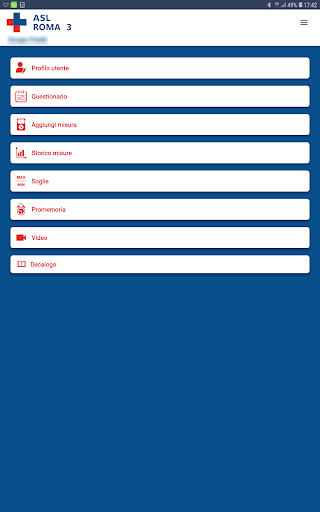 49% 17:42
ASL
ROMA 3
Profilo utente
Questionario
Aggiungi misura
Storico misure
MAX
MIN
Soglie
Promemoria
Video
Decalogo